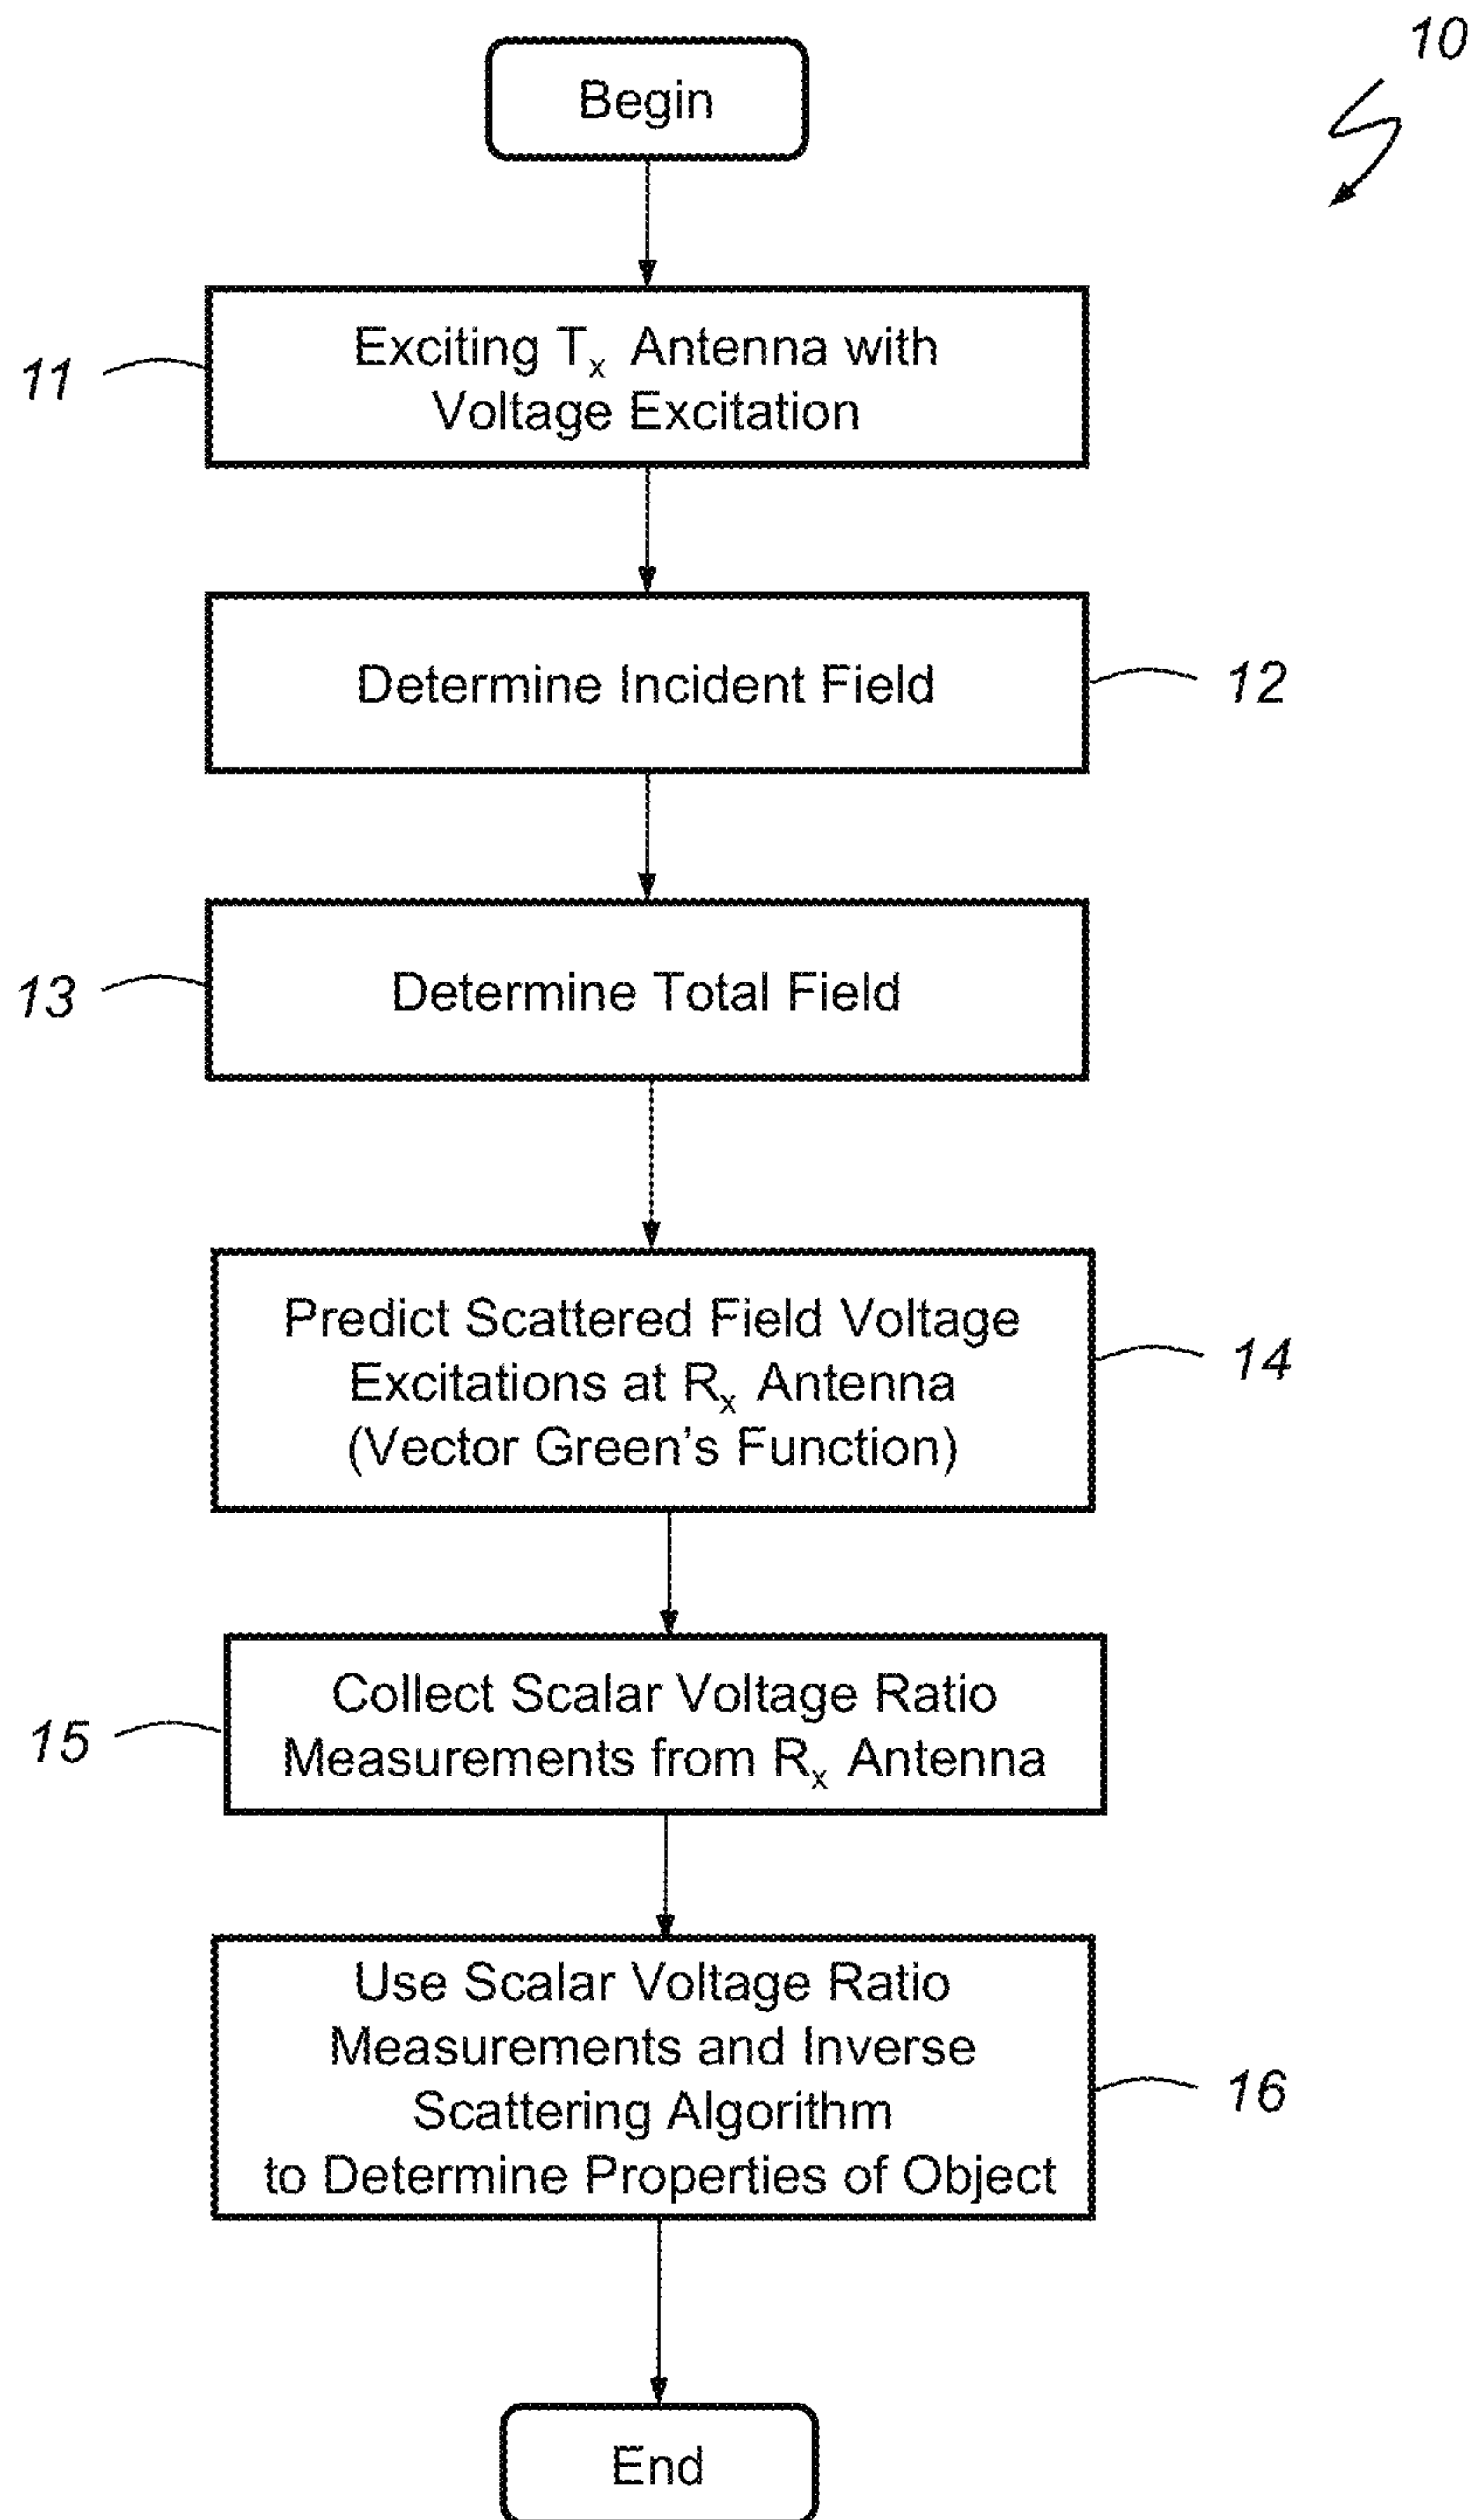 10
Begin
11
Exciting Tx Antenna with
Voltage Excitation
Determine Incident Field
12
13
Determine Total Field
Predict Scattered Field Voltage
Excitations at Rx Antenna
(Vector Green's Function)
14
15
Collect Scalar Voltage Ratio
Measurements from Rx Antenna
Use Scalar Voltage Ratio
Measurements and Inverse
Scattering Algorithm
to Determine Properties of Object
16
End